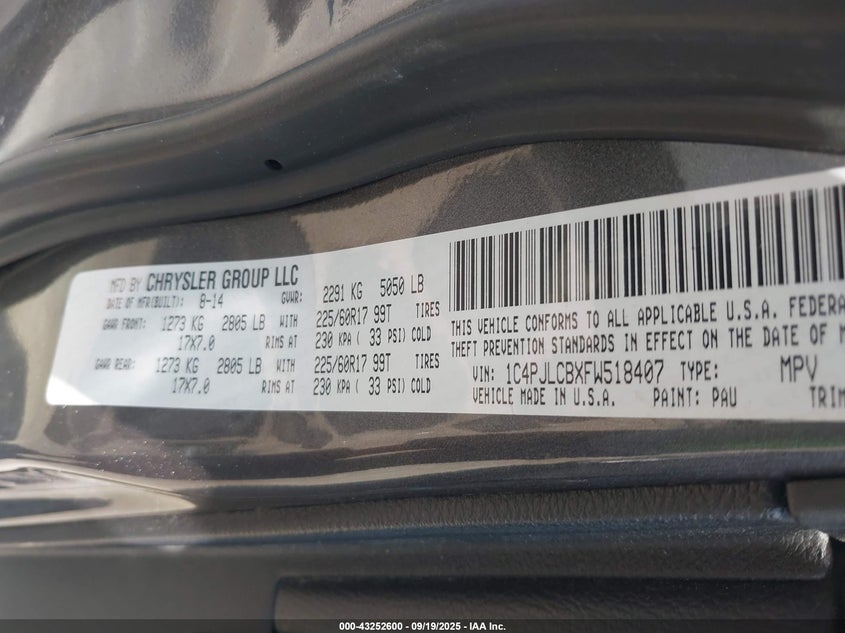 MFD BY CHRYSLER GROUP LLC
DATE OF MFR(BUILT): 8-14 GVWR: 2291 KG 5050 LB
GAWR FRONT: 1273 KG 2805 LB WITH 225/60R17 99T TIRES
17X7.0 RIMS AT 230 KPA ( 33 PSI) COLD
GAWR REAR: 1273 KG 2805 LB WITH 225/60R17 99T TIRES
17X7.0 RIMS AT 230 KPA ( 33 PSI) COLD
THIS VEHICLE CONFORMS TO ALL APPLICABLE U.S.A. FEDERA
THEFT PREVENTION STANDARDS IN EFFECT ON THE DATE OF M
VIN: 1C4PJLCBXFW518407 TYPE: MPV
VEHICLE MADE IN U.S.A. PAINT: PAU TRIM
000-43252600 - 09/19/2025 - IAA Inc.